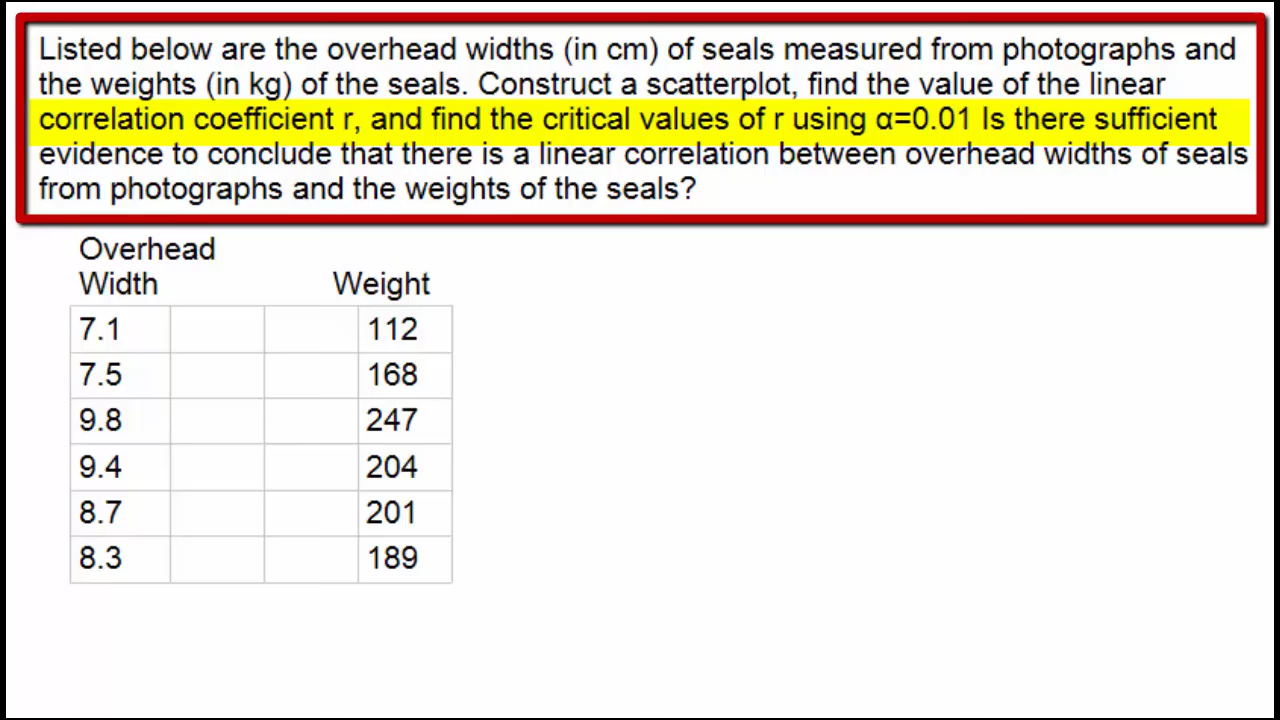 Listed below are the overhead widths (in cm) of seals measured from photographs and
the weights (in kg) of the seals. Construct a scatterplot, find the value of the linear
correlation coefficient r, and find the critical values of r using α=0.01 Is there sufficient
evidence to conclude that there is a linear correlation between overhead widths of seals
from photographs and the weights of the seals?
Overhead
Width Weight
7.1 112
7.5 168
9.8 247
9.4 204
8.7 201
8.3 189